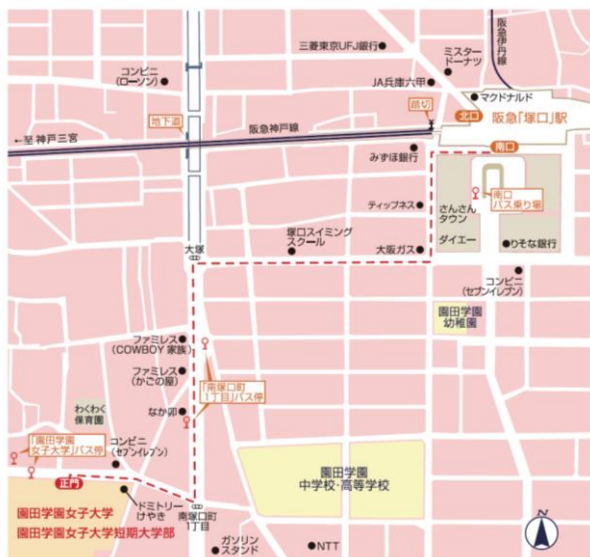 三菱東京UFJ銀行
ミスター
ドーナツ
阪急伊丹線
コンビニ
(ローソン)
JA兵庫六甲
マクドナルド
踏切
北口
阪急「塚口」駅
地下道
阪急神戸線
南口
←至 神戸三宮
みずほ銀行
ティップネス
さんさん
タウン
南口
バス乗り場
大塚
塚口スイミング
スクール
大阪ガス
ダイエー
りそな銀行
コンビニ
(セブンイレブン)
園田学園
幼稚園
ファミレス
(COWBOY 家族)
ファミレス
(かごの屋)
「南塚口町
1丁目」バス停
わくわく
保育園
なか卯
「園田学園
女子大学」バス停
コンビニ
(セブンイレブン)
正門
園田学園
中学校・高等学校
ドミトリー
けやき
園田学園女子大学
園田学園女子大学短期大学部
南塚口町
1丁目
ガソリン
スタンド
NTT
N